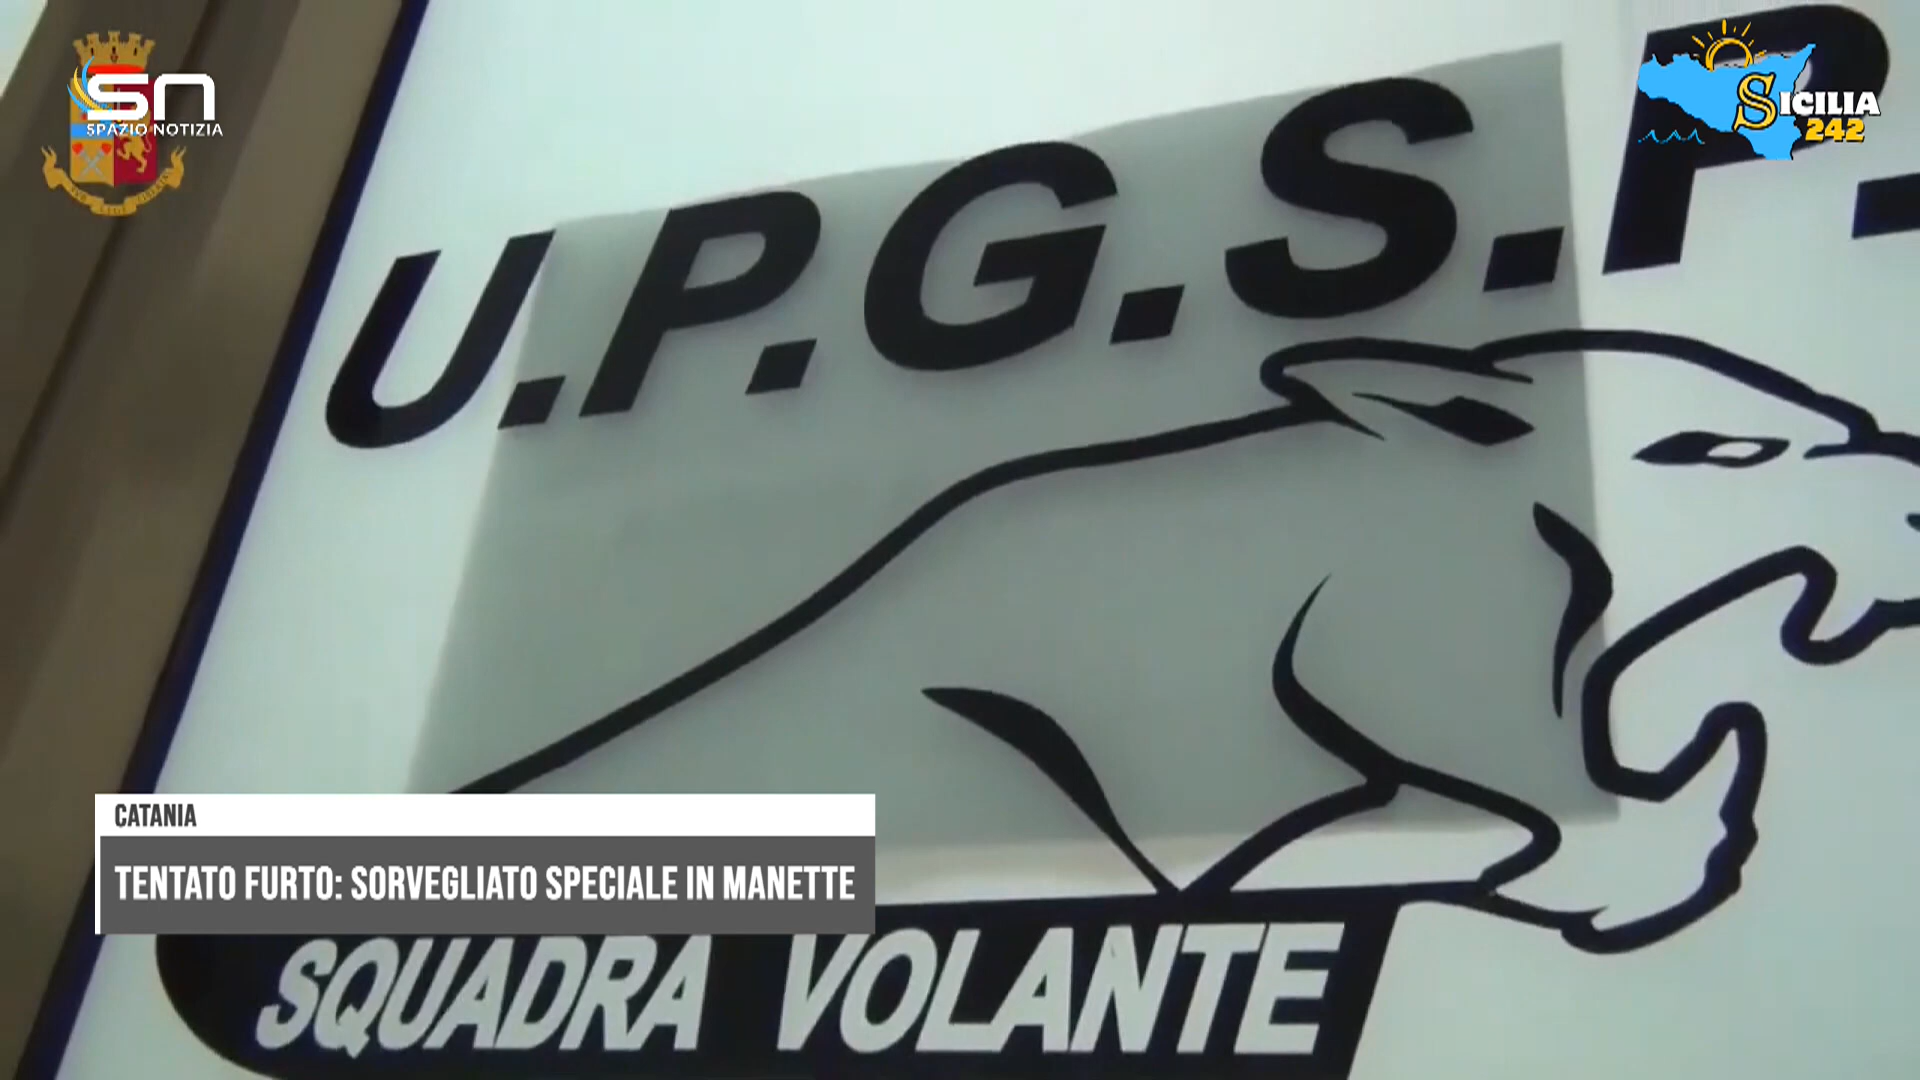 SN
SPAZIO NOTIZIA
SICILIA
242
U.P.G.S.P.
CATANIA
TENTATO FURTO: SORVEGLIATO SPECIALE IN MANETTE
SQUADRA VOLANTE